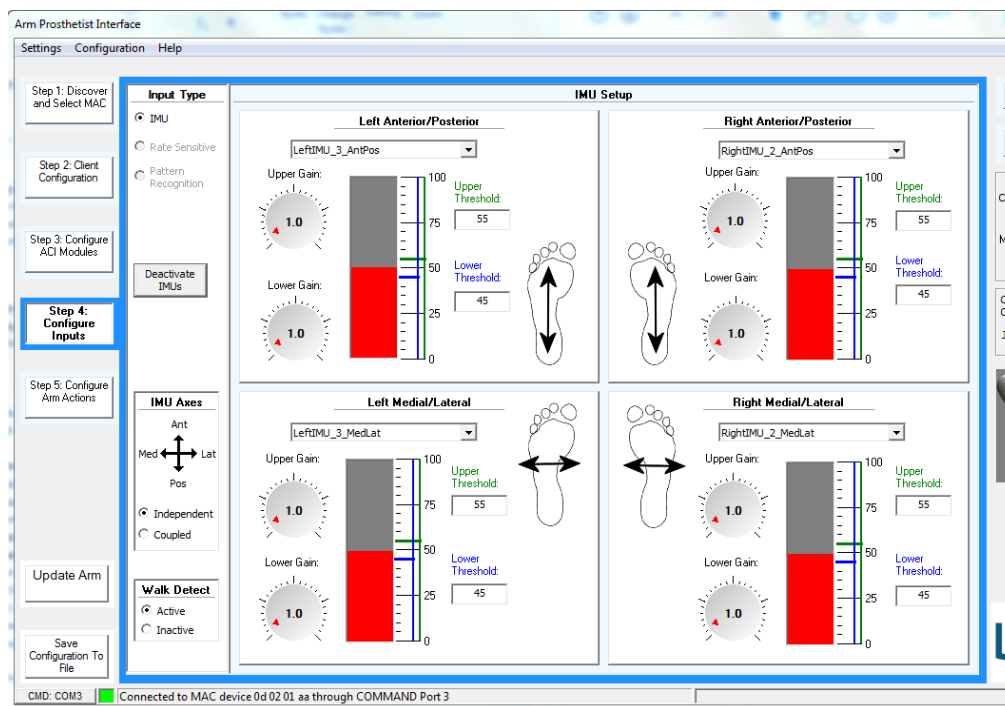 Arm Prosthetist Interface
Settings Configuration Help
Step 1: Discover
and Select MAC
Step 2: Client
Configuration
Step 3: Configure
ACI Modules
Step 4:
Configure
Inputs
Step 5: Configure
Arm Actions
Update Arm
Save
Configuration To
File
Input Type
IMU
Rate Sensitive
Pattern
Recognition
Deactivate
IMUs
IMU Axes
Ant
Med Lat
Pos
Independent
Coupled
Walk Detect
Active
Inactive
IMU Setup
Left Anterior/Posterior
LeftIMU_3_AntPos
Upper Gain:
1.0
Lower Gain:
1.0
100
75
50
25
0
Upper
Threshold:
55
Lower
Threshold:
45
Right Anterior/Posterior
RightIMU_2_AntPos
Upper Gain:
1.0
Lower Gain:
1.0
100
75
50
25
0
Upper
Threshold:
55
Lower
Threshold:
45
Left Medial/Lateral
LeftIMU_3_MedLat
Upper Gain:
1.0
Lower Gain:
1.0
100
75
50
25
0
Upper
Threshold:
55
Lower
Threshold:
45
Right Medial/Lateral
RightIMU_2_MedLat
Upper Gain:
1.0
Lower Gain:
1.0
100
75
50
25
0
Upper
Threshold:
55
Lower
Threshold:
45
CMD: COM3 Connected to MAC device 0d 02 01 aa through COMMAND Port 3